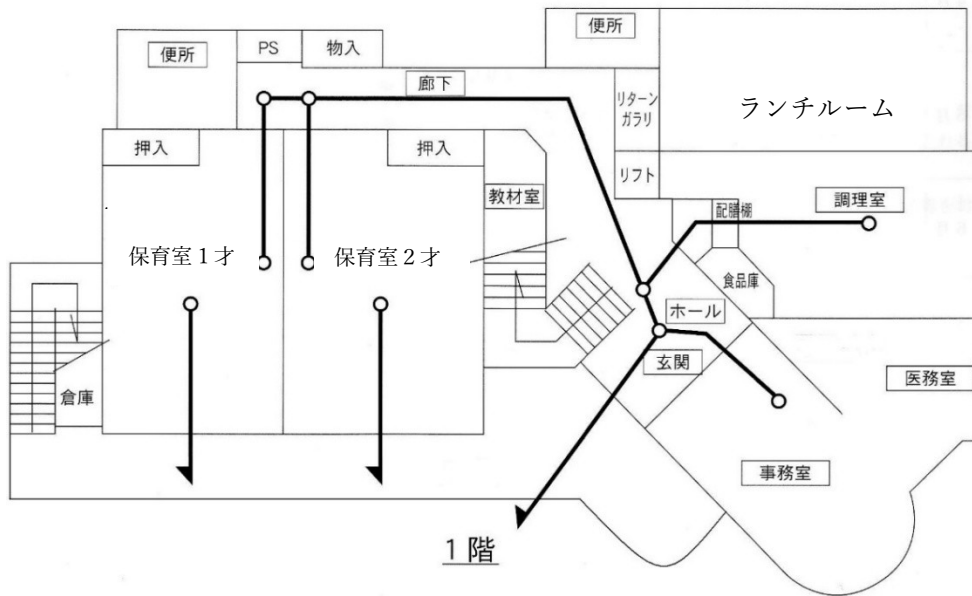 便所
PS
物入
便所
廊下
リターン
ガラリ
ランチルーム
押入
押入
リフト
教材室
配膳棚
調理室
保育室1才
保育室2才
食品庫
ホール
玄関
医務室
倉庫
事務室
1階